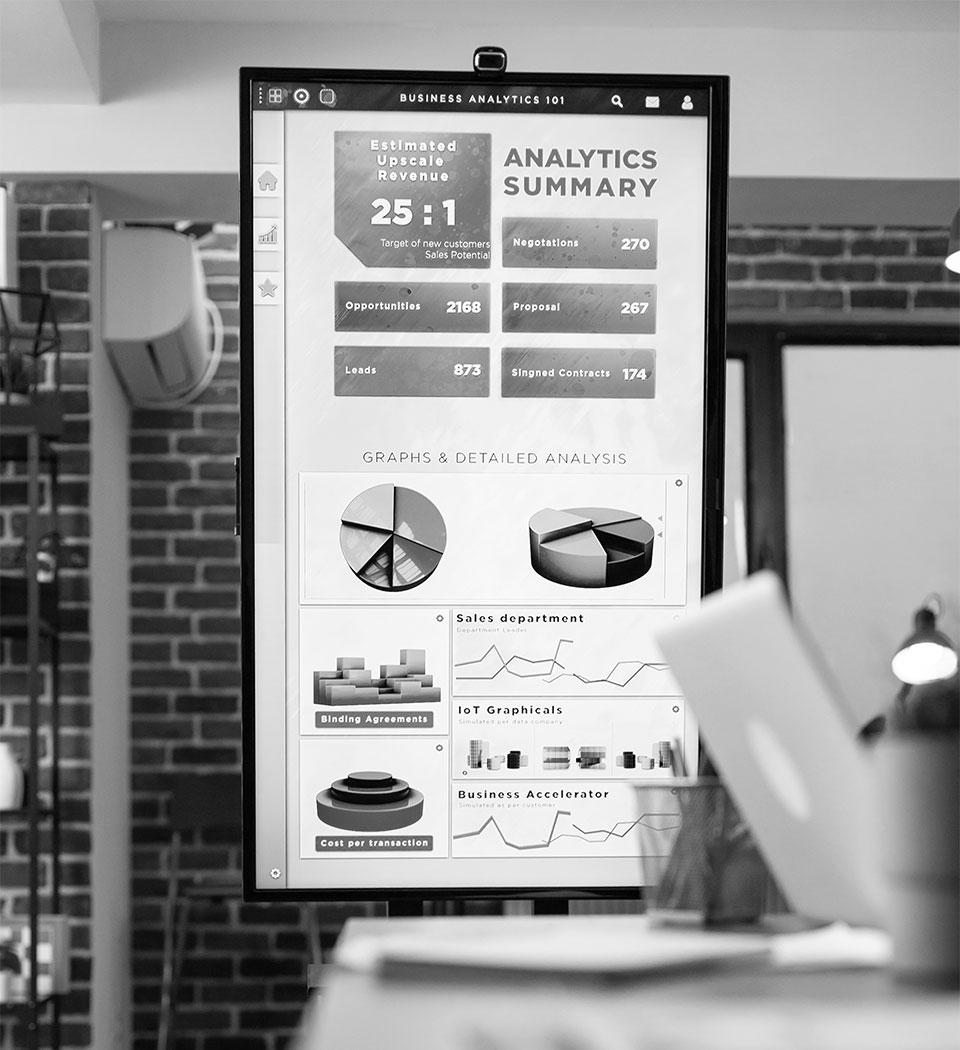 BUSINESS ANALYTICS 101
Estimated
Upscale
Revenue
25 : 1
Target of new customers
Sales Potential
ANALYTICS
SUMMARY
Negotations 270
Opportunities 2168
Proposal 267
Leads 873
Singned Contracts 174
GRAPHS & DETAILED ANALYSIS
Sales department
Department Leader
Binding Agreements
IoT Graphicals
Simulated per data company
Cost per transaction
Business Accelerator
Simulated as per customer